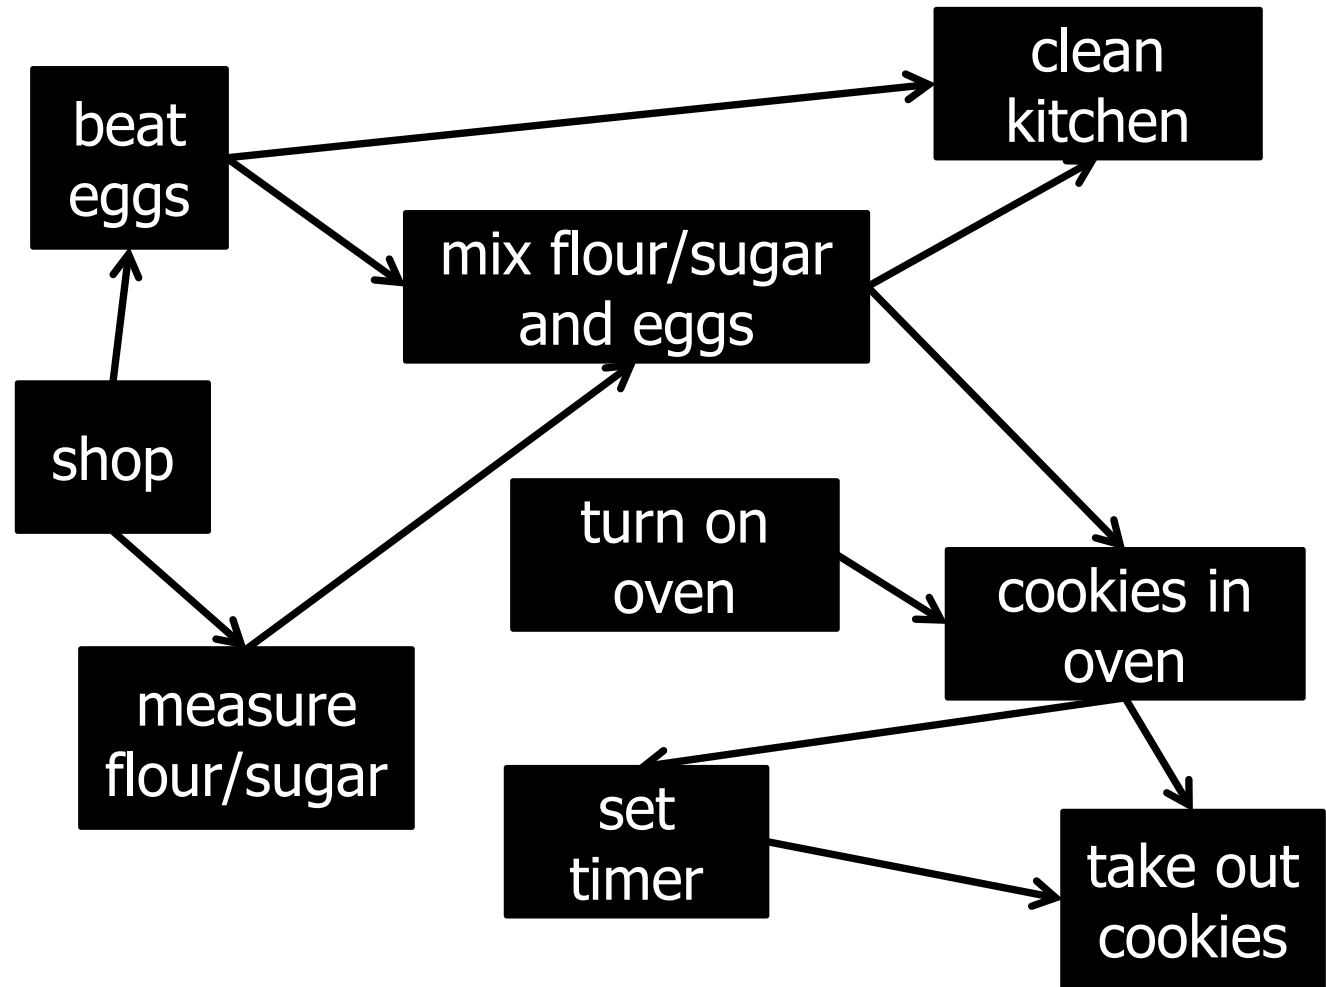 clean
kitchen
beat
eggs
mix flour/sugar
and eggs
shop
turn on
oven
cookies in
oven
measure
flour/sugar
set
timer
take out
cookies